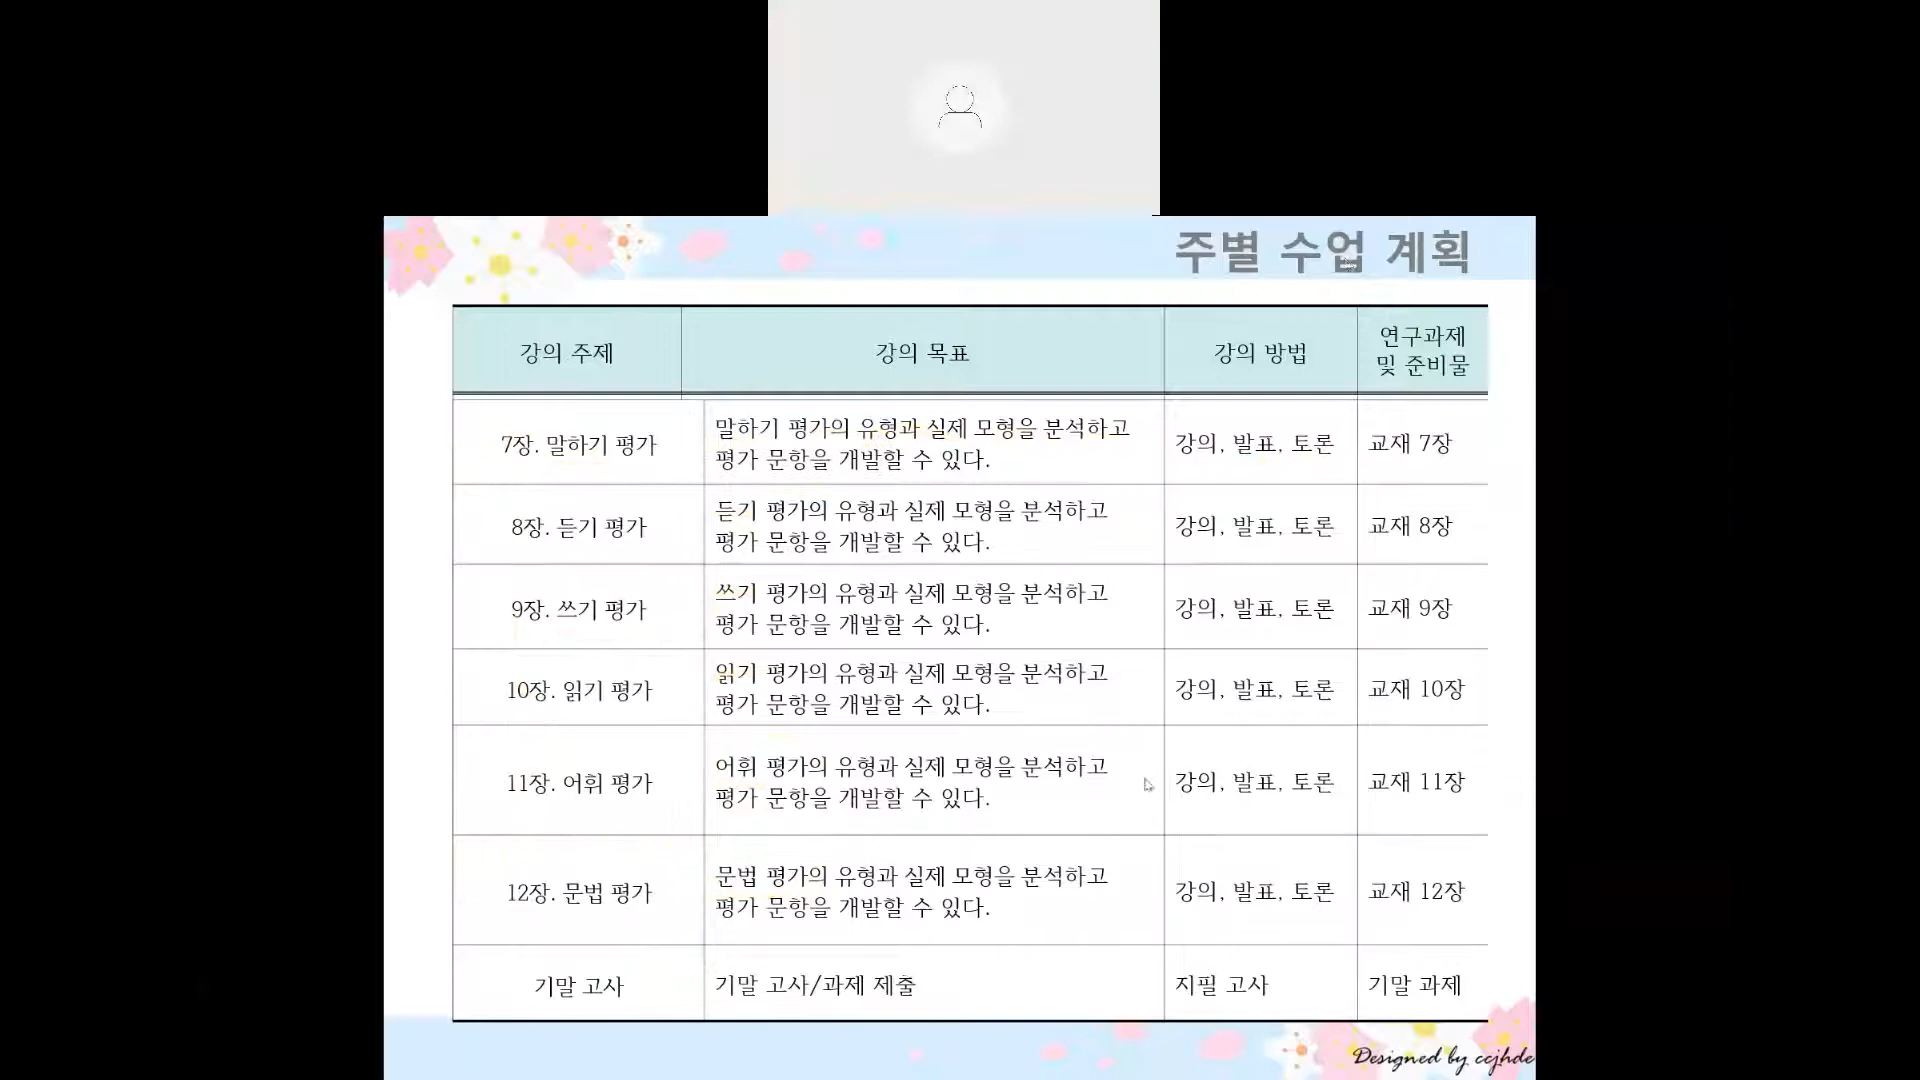 주별 수업 계획
강의 주제
강의 목표
강의 방법
연구과제
및 준비물
7장. 말하기 평가
말하기 평가의 유형과 실제 모형을 분석하고
평가 문항을 개발할 수 있다.
강의, 발표, 토론
교재 7장
8장. 듣기 평가
듣기 평가의 유형과 실제 모형을 분석하고
평가 문항을 개발할 수 있다.
강의, 발표, 토론
교재 8장
9장. 쓰기 평가
쓰기 평가의 유형과 실제 모형을 분석하고
평가 문항을 개발할 수 있다.
강의, 발표, 토론
교재 9장
10장. 읽기 평가
읽기 평가의 유형과 실제 모형을 분석하고
평가 문항을 개발할 수 있다.
강의, 발표, 토론
교재 10장
11장. 어휘 평가
어휘 평가의 유형과 실제 모형을 분석하고
평가 문항을 개발할 수 있다.
강의, 발표, 토론
교재 11장
12장. 문법 평가
문법 평가의 유형과 실제 모형을 분석하고
평가 문항을 개발할 수 있다.
강의, 발표, 토론
교재 12장
기말 고사
기말 고사/과제 제출
지필 고사
기말 과제
Designed by ccjhde